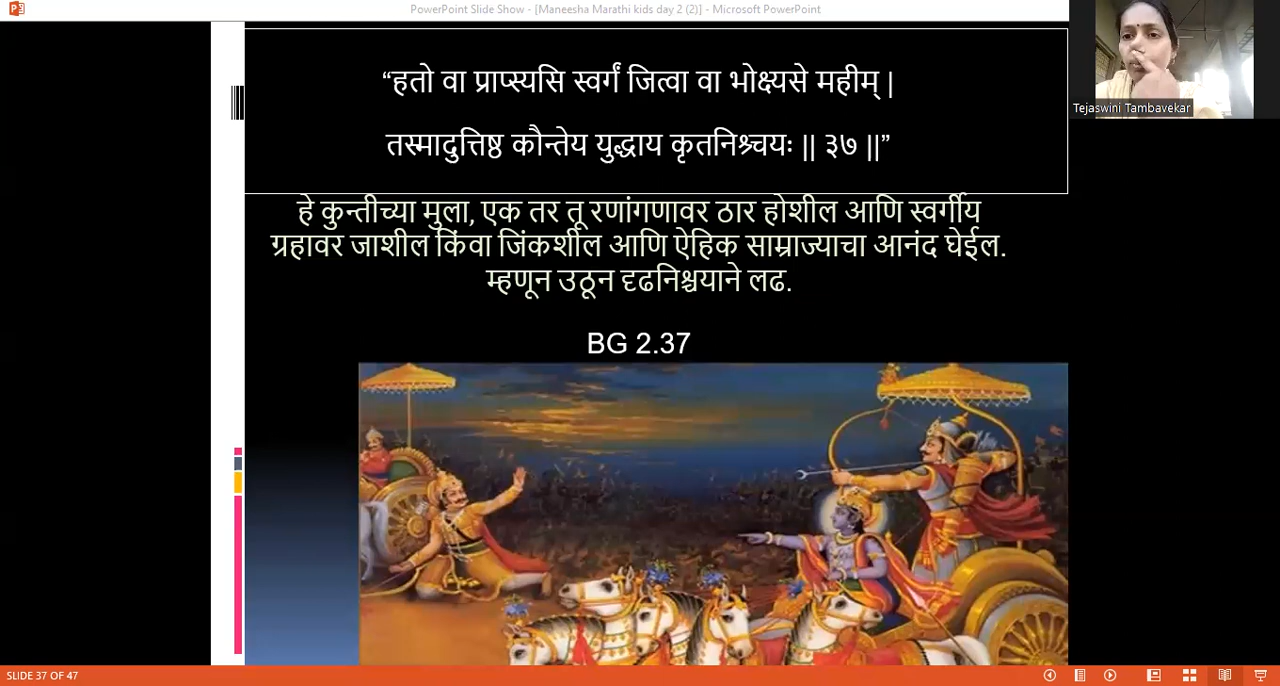 PowerPoint Slide Show - [Maneesha Marathi kids day 2 (2)] - Microsoft PowerPoint
“हतो वा प्राप्स्यसि स्वर्गं जित्वा वा भोक्ष्यसे महीम् |
तस्मादुत्तिष्ठ कौन्तेय युद्धाय कृतनिश्र्चयः || ३७ ||”
हे कुन्तीच्या मुला, एक तर तू रणांगणावर ठार होशील आणि स्वर्गीय
ग्रहावर जाशील किंवा जिंकशील आणि ऐहिक साम्राज्याचा आनंद घेईल.
म्हणून उठून दृढनिश्चयाने लढ.
BG 2.37
Tejaswini Tambavekar
SLIDE 37 OF 47